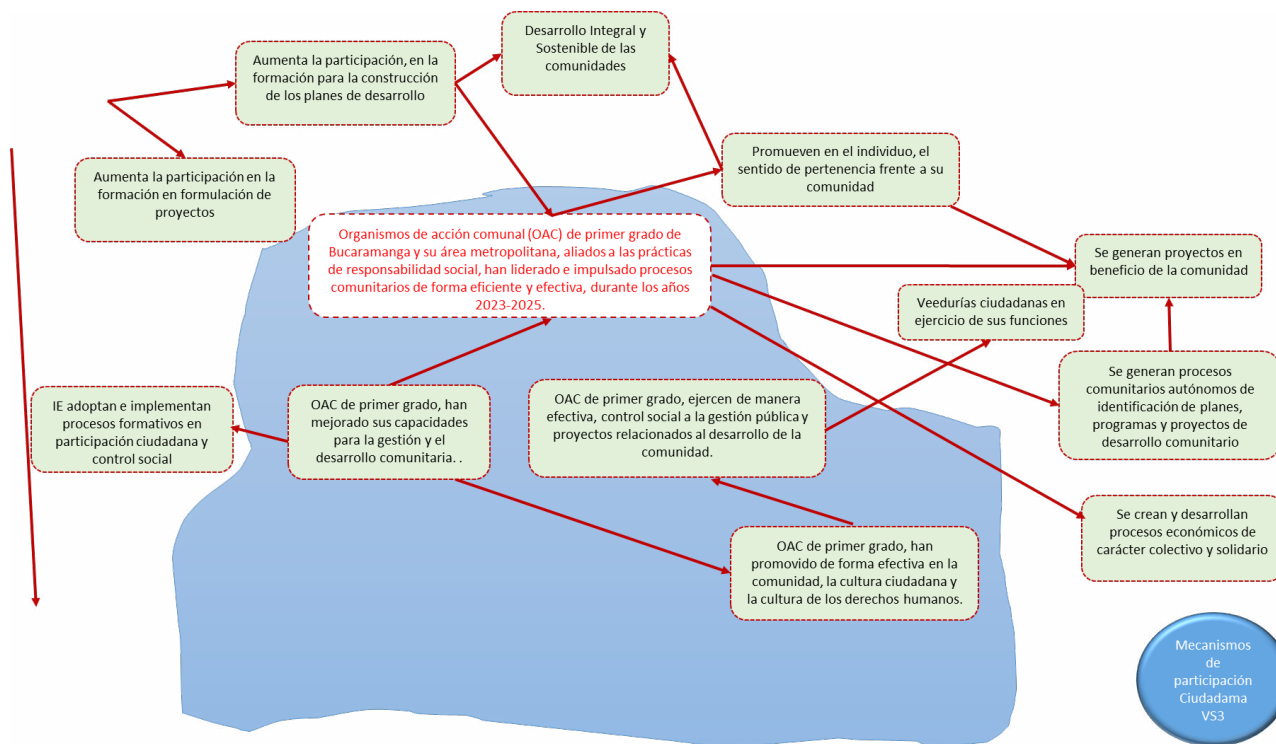 Desarrollo Integral y
Sostenible de las
comunidades
Aumenta la participación, en la
formación para la construcción
de los planes de desarrollo
Aumenta la participación en la
formación en formulación de
proyectos
Promueven en el individuo, el
sentido de pertenencia frente a su
comunidad
Organismos de acción comunal (OAC) de primer grado de
Bucaramanga y su área metropolitana, aliados a las prácticas
de responsabilidad social, han liderado e impulsado procesos
comunitarios de forma eficiente y efectiva, durante los años
2023-2025.
Se generan proyectos en
beneficio de la comunidad
Veedurías ciudadanas en
ejercicio de sus funciones
Se generan procesos
comunitarios autónomos de
identificación de planes,
programas y proyectos de
desarrollo comunitario
IE adoptan e implementan
procesos formativos en
participación ciudadana y
control social
OAC de primer grado, han
mejorado sus capacidades
para la gestión y el
desarrollo comunitaria. .
OAC de primer grado, ejercen de manera
efectiva, control social a la gestión pública y
proyectos relacionados al desarrollo de la
comunidad.
Se crean y desarrollan
procesos económicos de
carácter colectivo y solidario
OAC de primer grado, han
promovido de forma efectiva en la
comunidad, la cultura ciudadana y
la cultura de los derechos humanos.
Mecanismos
de
participación
Ciudadama
VS3